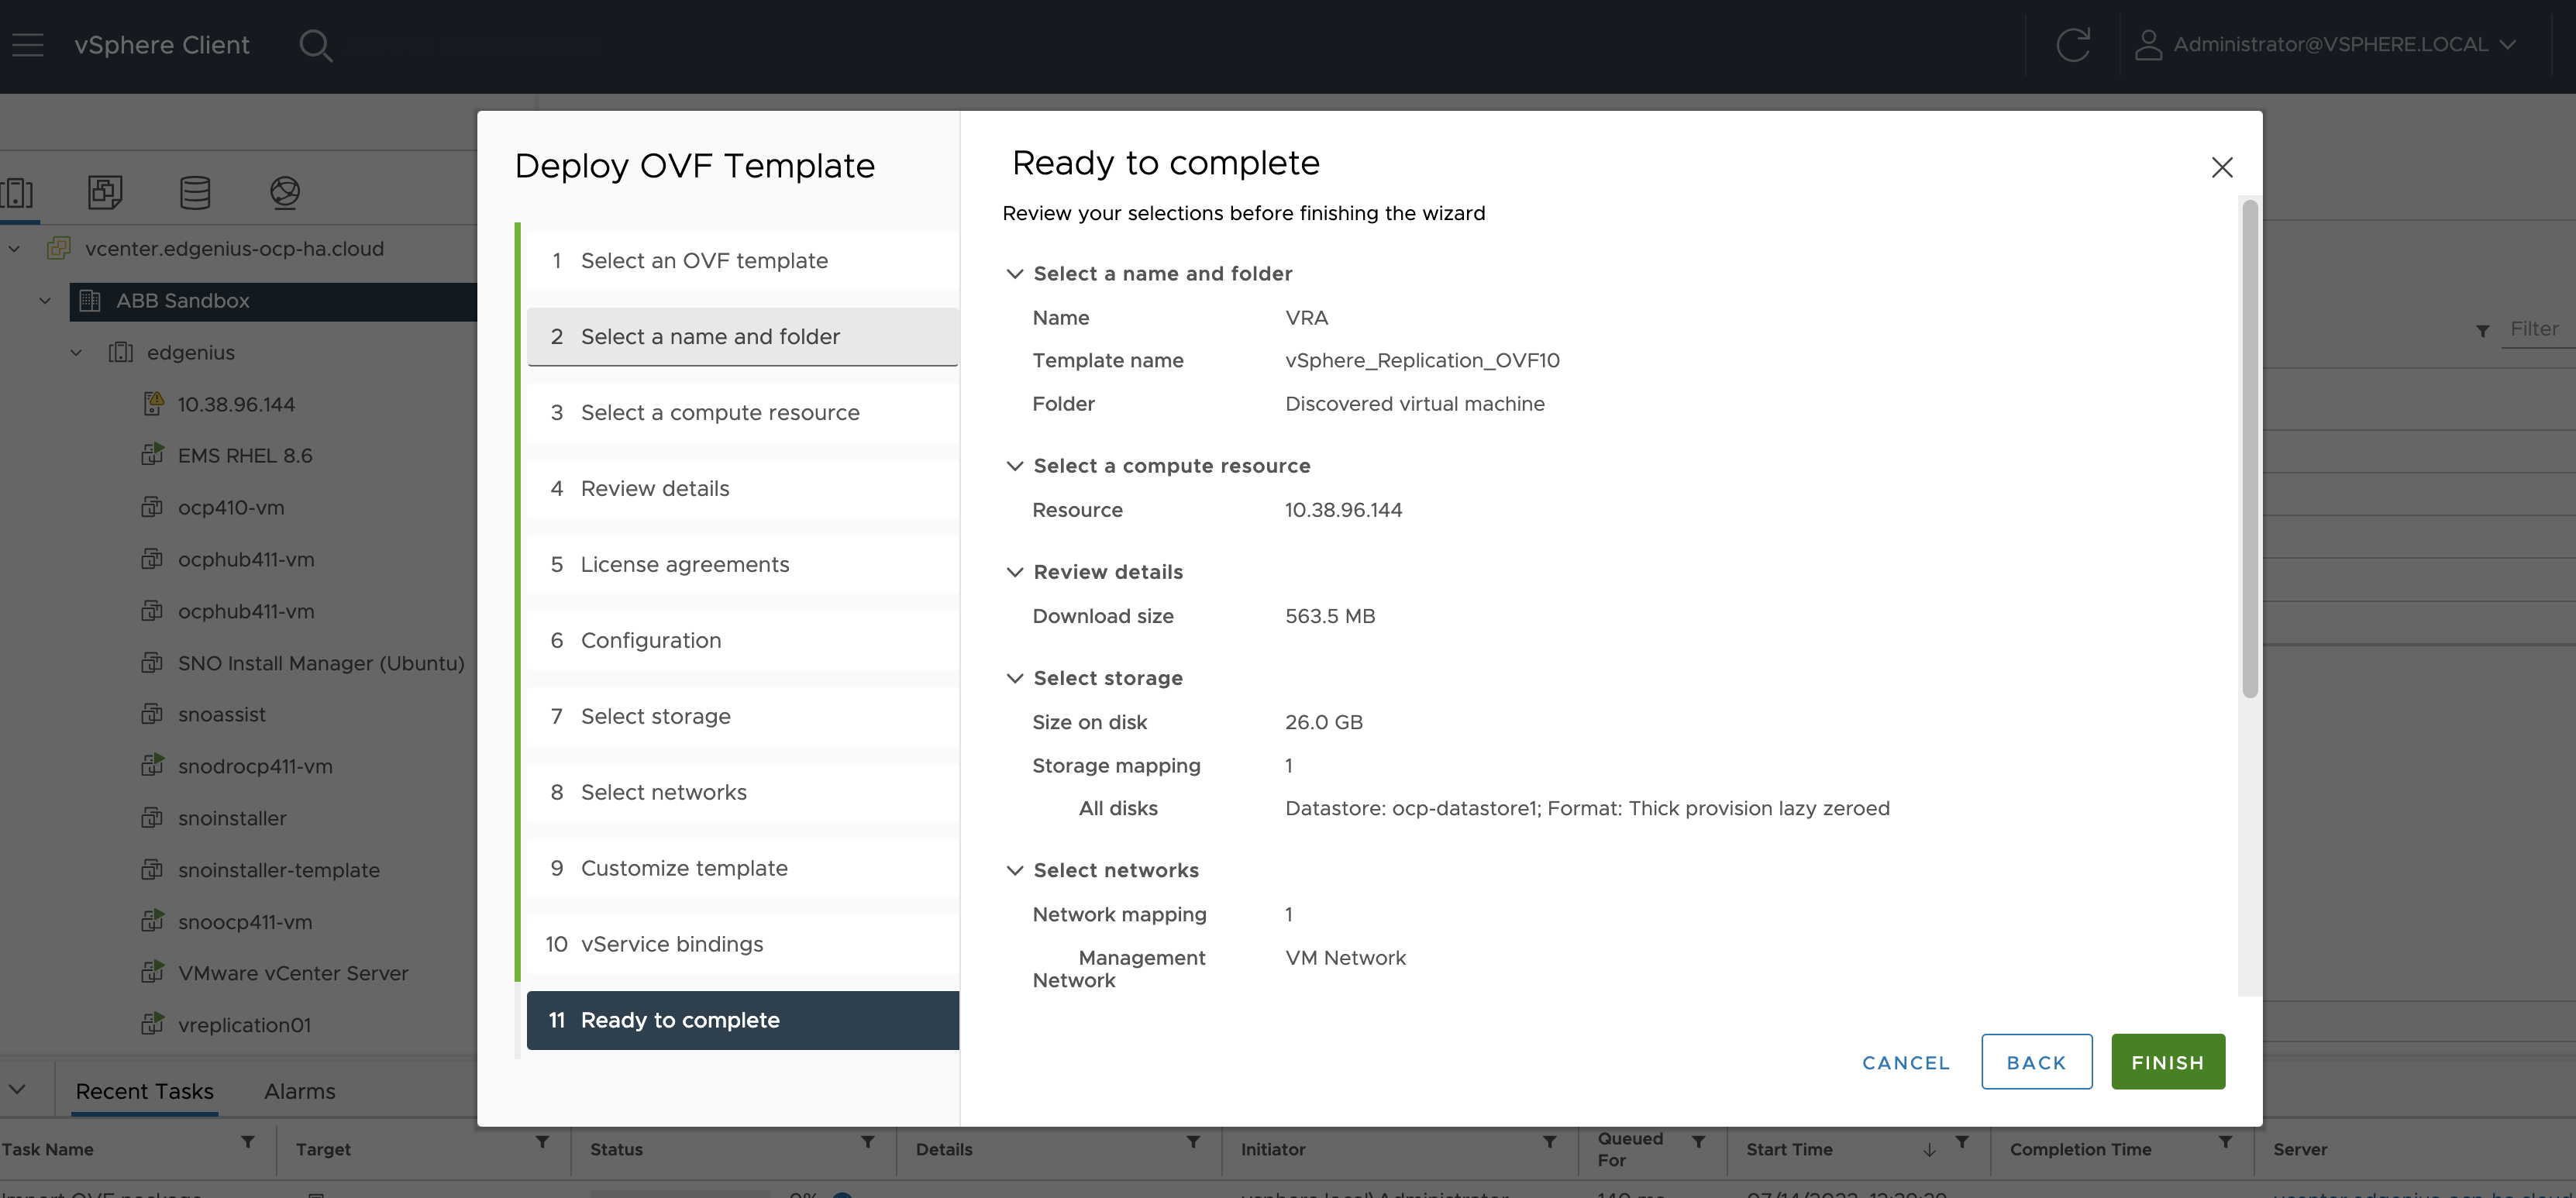 vSphere Client
Administrator@VSPHERE.LOCAL
vcenter.edgenius-ocp-ha.cloud
ABB Sandbox
edgenius
10.38.96.144
EMS RHEL 8.6
ocp410-vm
ocphub411-vm
ocphub411-vm
SNO Install Manager (Ubuntu)
snoassist
snodrocp411-vm
snoinstaller
snoinstaller-template
snoocp411-vm
VMware vCenter Server
vreplication01
Deploy OVF Template
1 Select an OVF template
2 Select a name and folder
3 Select a compute resource
4 Review details
5 License agreements
6 Configuration
7 Select storage
8 Select networks
9 Customize template
10 vService bindings
11 Ready to complete
Ready to complete
Review your selections before finishing the wizard
Select a name and folder
Name VRA
Template name vSphere_Replication_OVF10
Folder Discovered virtual machine
Select a compute resource
Resource 10.38.96.144
Review details
Download size 563.5 MB
Select storage
Size on disk 26.0 GB
Storage mapping 1
All disks Datastore: ocp-datastore1; Format: Thick provision lazy zeroed
Select networks
Network mapping 1
Management VM Network
Network
CANCEL BACK FINISH
Filter
Recent Tasks Alarms
Task Name Target Status Details Initiator Queued For Start Time Completion Time Server